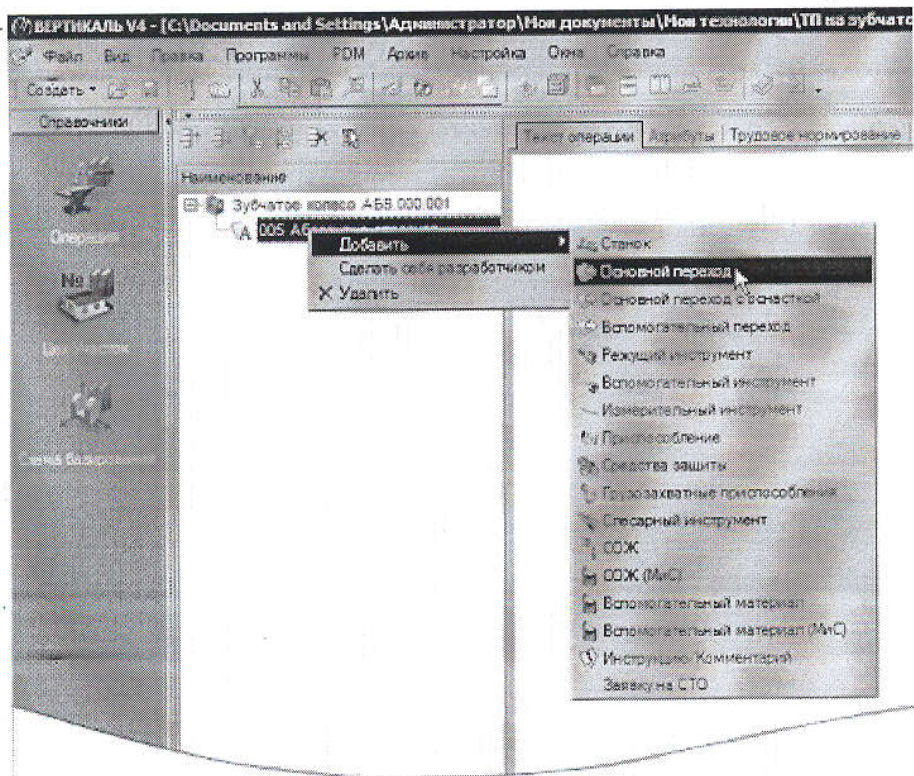 ВЕРТИКАЛЬ V4 - [C:\Documents and Settings\Администратор\Мои документы\Мои технологии\ТП на зубчато
Файл Вид Правка Программы PDM Архив Настройка Окна Справка
Создать
Справочники
Текст операции Атрибуты Трудовое нормирование
Наименование
Зубчатое колесо АБВ.000.001
005
Операции
Добавить
Сделать себя разработчиком
Удалить
Станок
Основной переход
Основной переход с оснасткой
Вспомогательный переход
Режущий инструмент
Вспомогательный инструмент
Измерительный инструмент
Приспособление
Средства защиты
Грузозахватные приспособления
Слесарный инструмент
СОЖ
СОЖ (МиС)
Вспомогательный материал
Вспомогательный материал (МиС)
Инструкцию-Комментарий
Заявку на СТО
№
Схема базирования